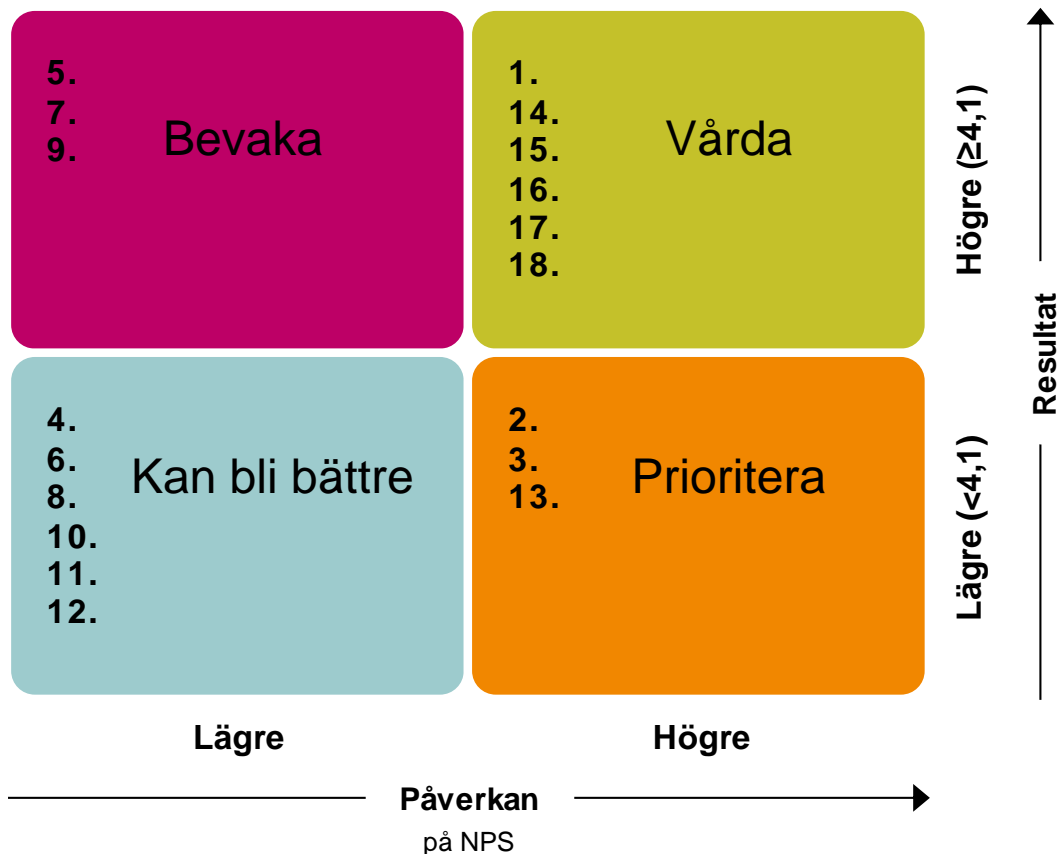 5.
7.
9.
Bevaka
1.
14.
15.
16.
17.
18.
Vårda
4.
6.
8.
10.
11.
12.
Kan bli bättre
2.
3.
13.
Prioritera
Högre (≥4,1)
Lägre (<4,1)
Resultat
Lägre
Högre
Påverkan
på NPS